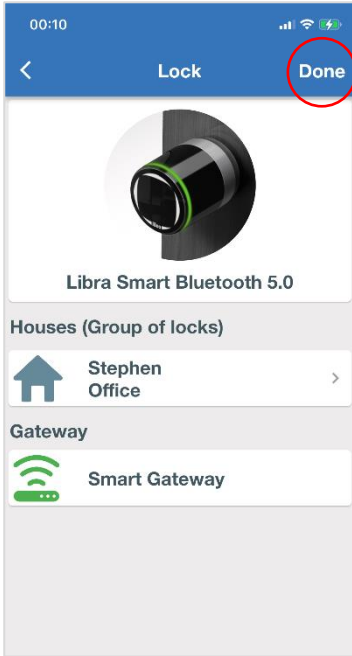 00:10
Lock
Done
Libra Smart Bluetooth 5.0
Houses (Group of locks)
Stephen
Office
Gateway
Smart Gateway